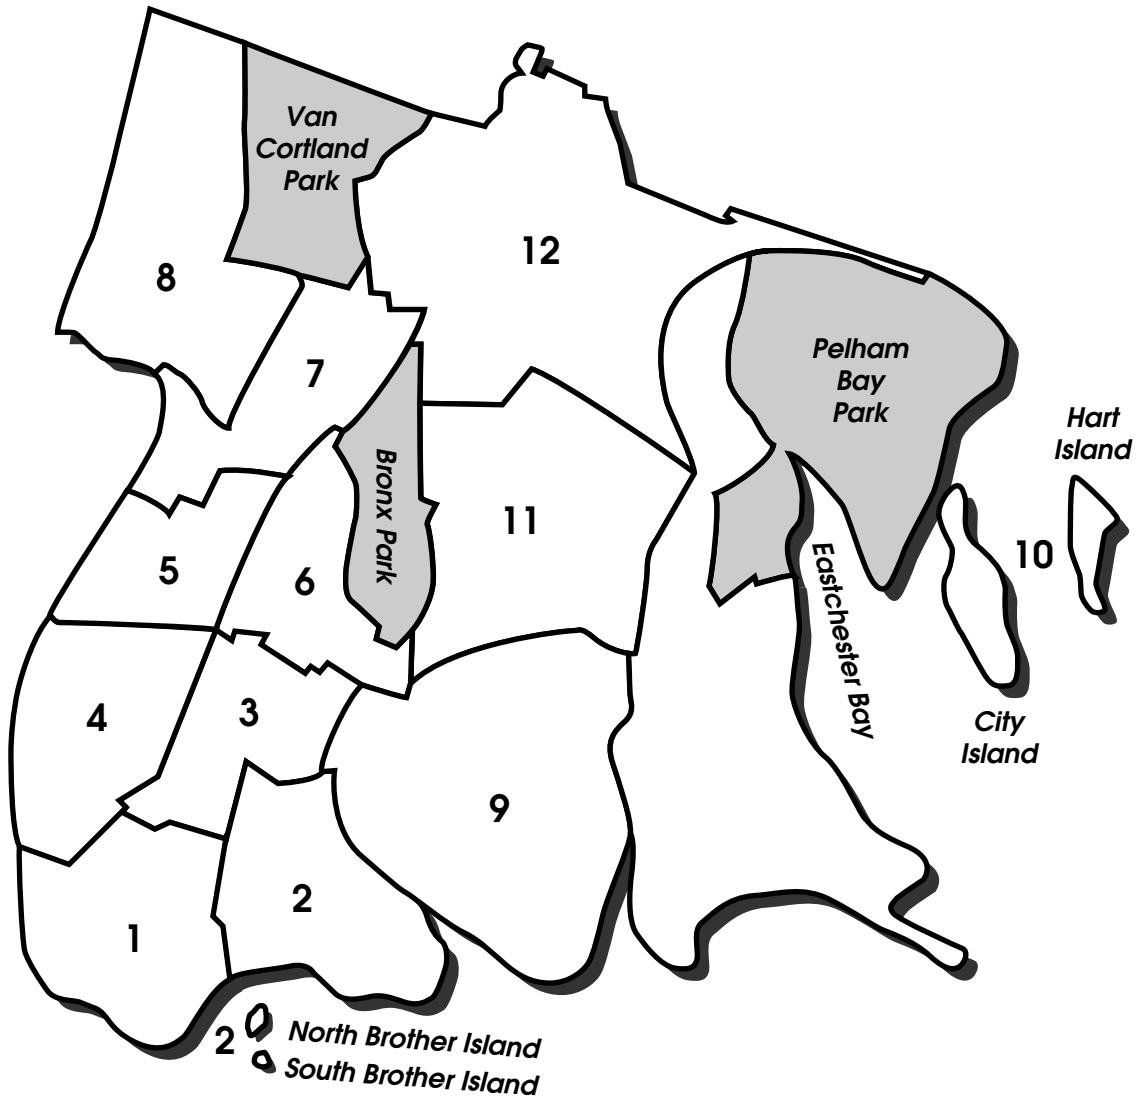 Van
Cortland
Park
12
8
Pelham
Bay
Park
7
Hart
Island
Bronx Park
11
10
5
6
Eastchester Bay
4
3
City
Island
9
2
1
2
North Brother Island
South Brother Island